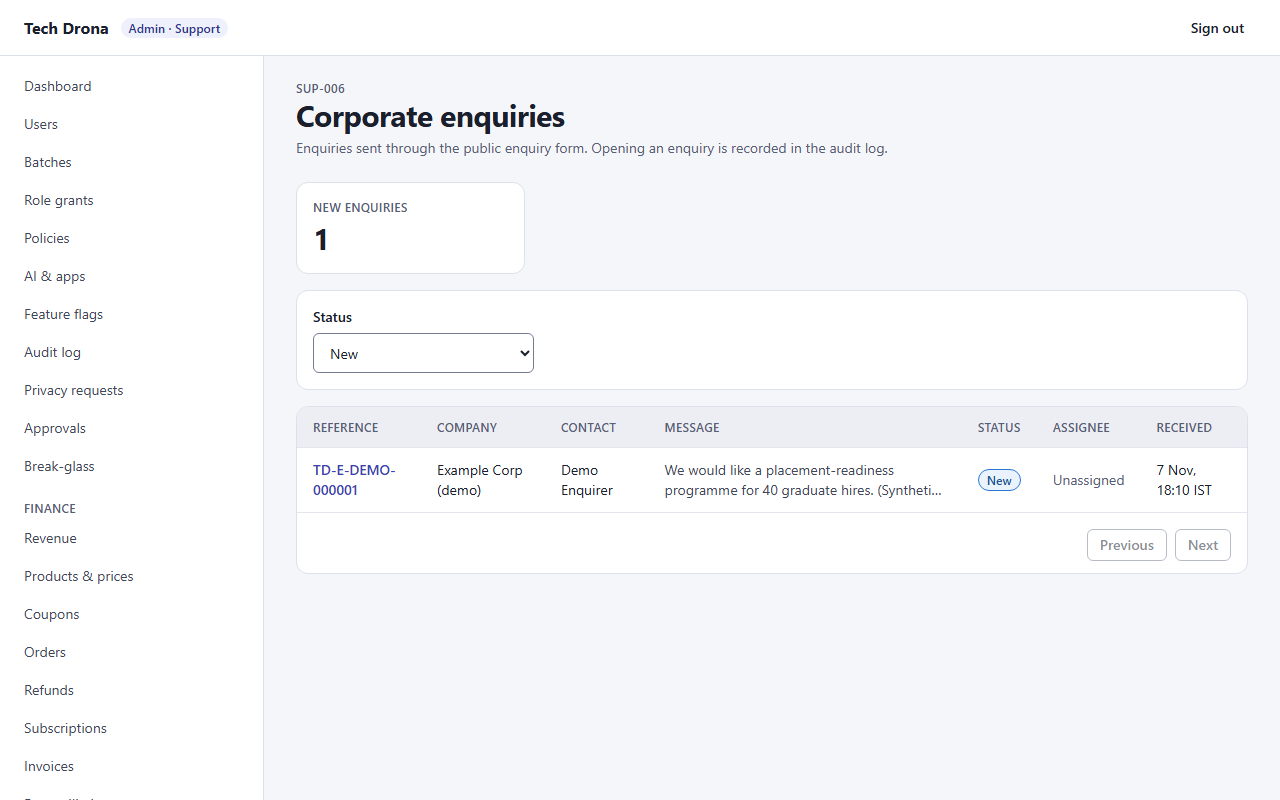 Tech Drona
Admin · Support
Sign out
Dashboard
Users
Batches
Role grants
Policies
AI & apps
Feature flags
Audit log
Privacy requests
Approvals
Break-glass
FINANCE
Revenue
Products & prices
Coupons
Orders
Refunds
Subscriptions
Invoices
SUP-006
Corporate enquiries
Enquiries sent through the public enquiry form. Opening an enquiry is recorded in the audit log.
NEW ENQUIRIES
1
Status
New
REFERENCE COMPANY CONTACT MESSAGE STATUS ASSIGNEE RECEIVED
TD-E-DEMO-
000001
Example Corp
(demo)
Demo
Enquirer
We would like a placement-readiness
programme for 40 graduate hires. (Syntheti...
New
Unassigned
7 Nov,
18:10 IST
Previous
Next